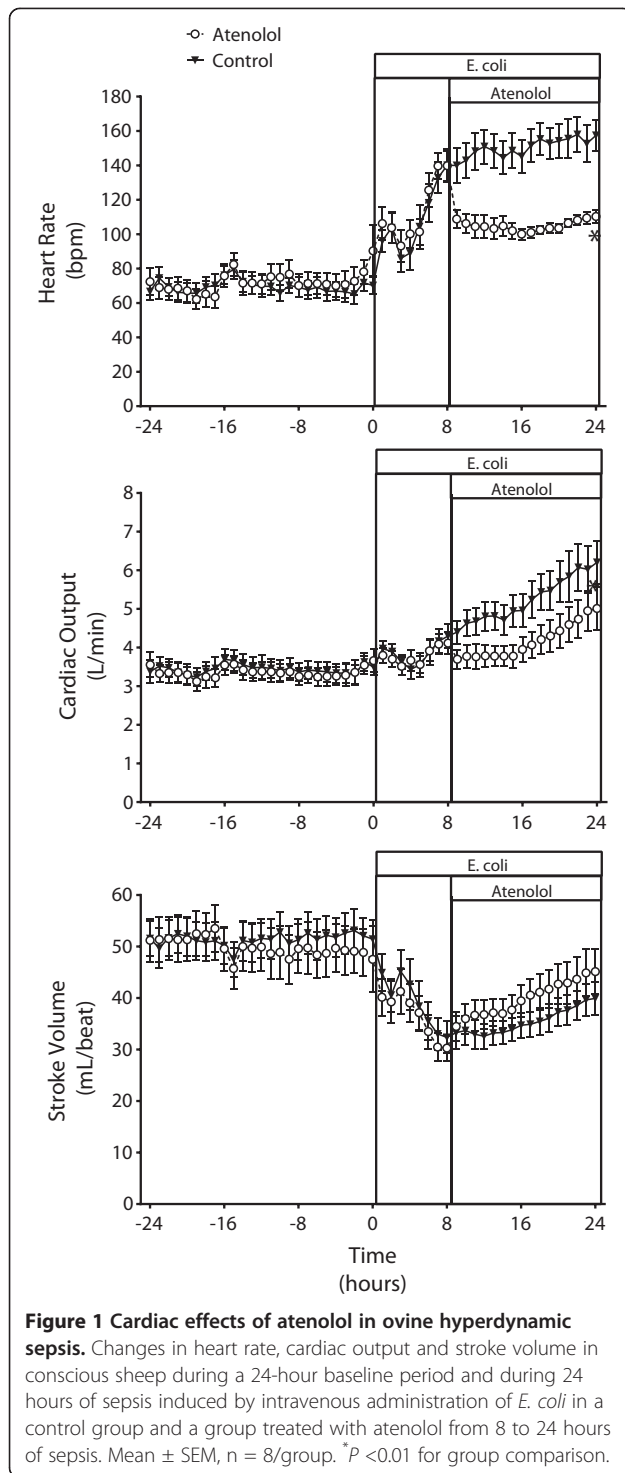 Atenolol
Control
E. coli
Atenolol
180
160
140
120
100
80
60
40
20
0
Heart Rate
(bpm)
*
-24 -16 -8 0 8 16 24
E. coli
Atenolol
8
7
6
5
4
3
2
1
0
Cardiac Output
(L/min)
*
-24 -16 -8 0 8 16 24
E. coli
Atenolol
60
50
40
30
20
10
0
Stroke Volume
(mL/beat)
-24 -16 -8 0 8 16 24
Time
(hours)
Figure 1 Cardiac effects of atenolol in ovine hyperdynamic
sepsis. Changes in heart rate, cardiac output and stroke volume in
conscious sheep during a 24-hour baseline period and during 24
hours of sepsis induced by intravenous administration of E. coli in a
control group and a group treated with atenolol from 8 to 24 hours
of sepsis. Mean ± SEM, n = 8/group. *P <0.01 for group comparison.